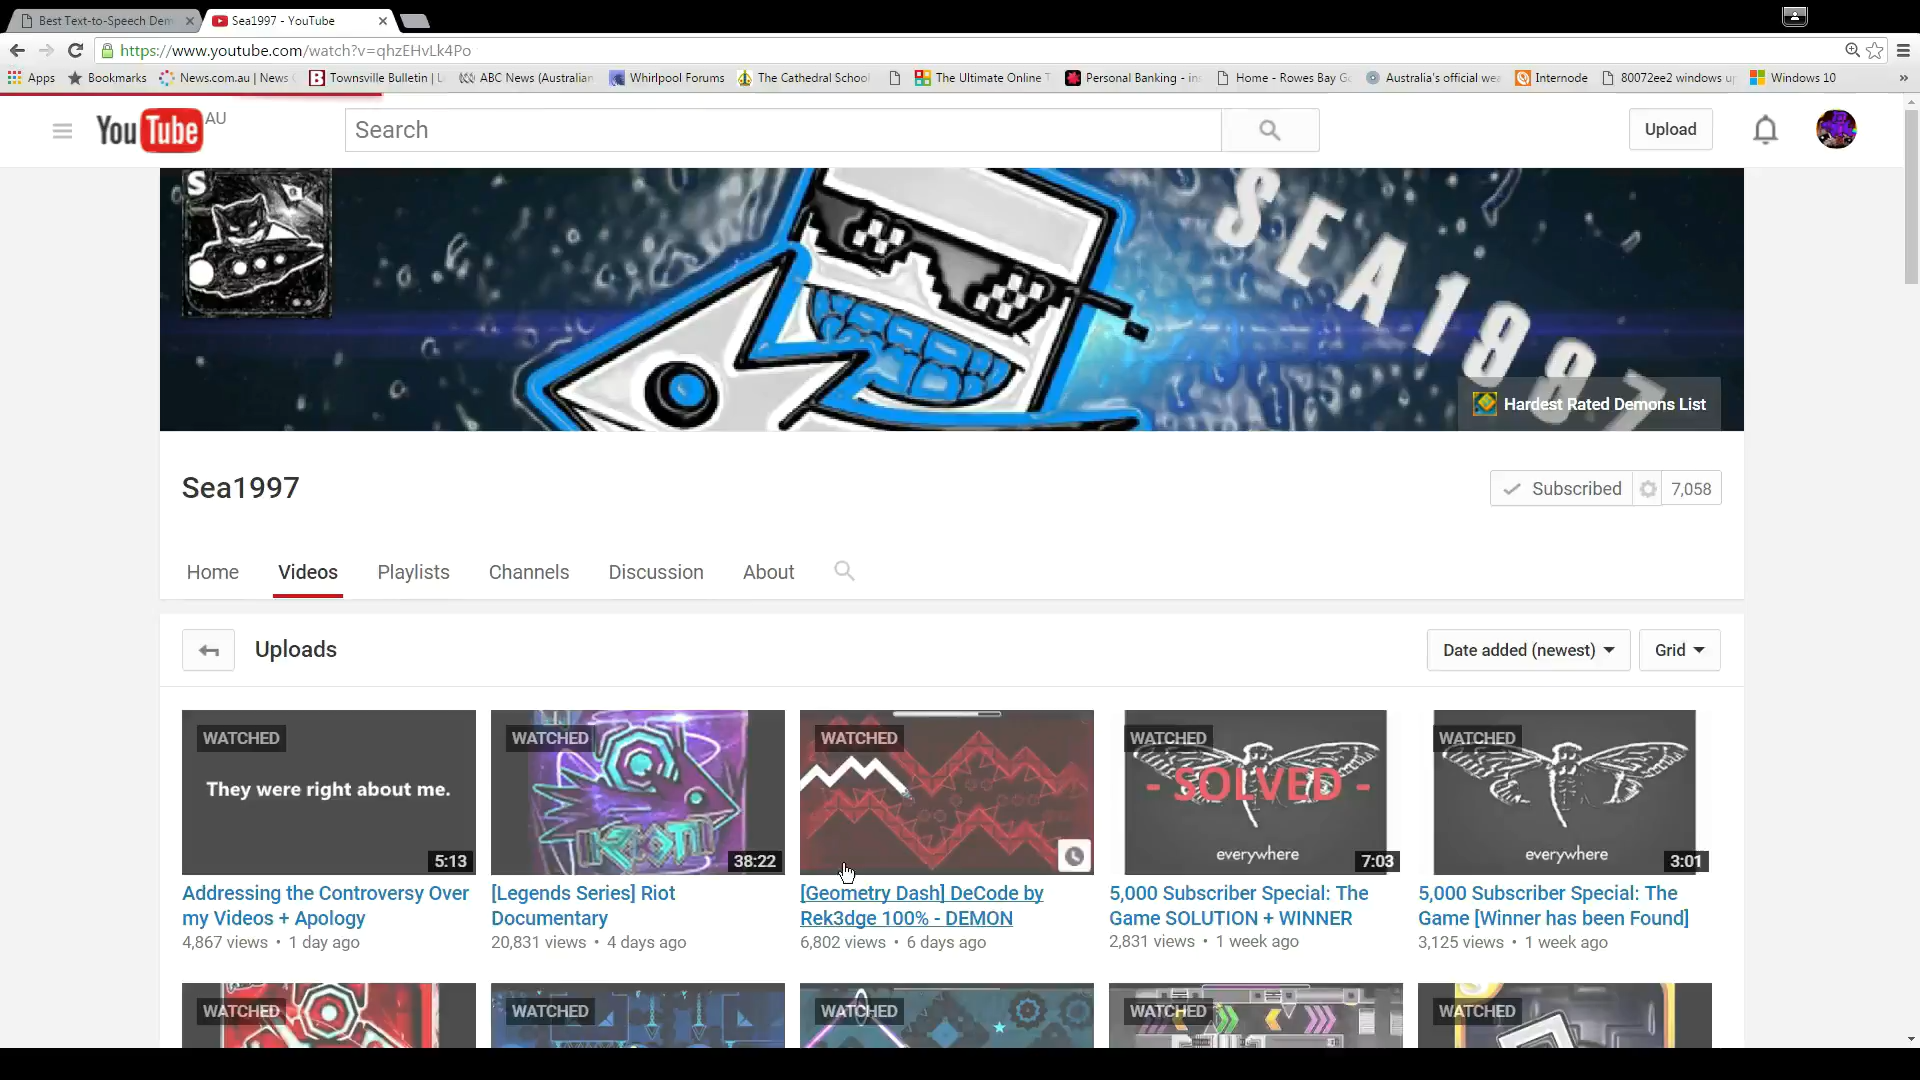 Best Text-to-Speech Dem
Sea1997 - YouTube
https://www.youtube.com/watch?v=qhzEHvLk4Po
Apps
Bookmarks
News.com.au | News
Townsville Bulletin |
ABC News (Australian
Whirlpool Forums
The Cathedral School
The Ultimate Online T
Personal Banking - in
Home - Rowes Bay G
Australia's official wea
Internode
80072ee2 windows u
Windows 10
»
YouTube AU
Search
Upload
S
SEA1997
Hardest Rated Demons List
Sea1997
Subscribed
7,058
Home
Videos
Playlists
Channels
Discussion
About
Uploads
Date added (newest)
Grid
WATCHED
They were right about me.
5:13
Addressing the Controversy Over
my Videos + Apology
4,867 views • 1 day ago
WATCHED
RIOT
38:22
[Legends Series] Riot
Documentary
20,831 views • 4 days ago
WATCHED
[Geometry Dash] DeCode by
Rek3dge 100% - DEMON
6,802 views • 6 days ago
WATCHED
- SOLVED -
everywhere
7:03
5,000 Subscriber Special: The
Game SOLUTION + WINNER
2,831 views • 1 week ago
WATCHED
everywhere
3:01
5,000 Subscriber Special: The
Game [Winner has been Found]
3,125 views • 1 week ago
WATCHED
WATCHED
WATCHED
WATCHED
WATCHED